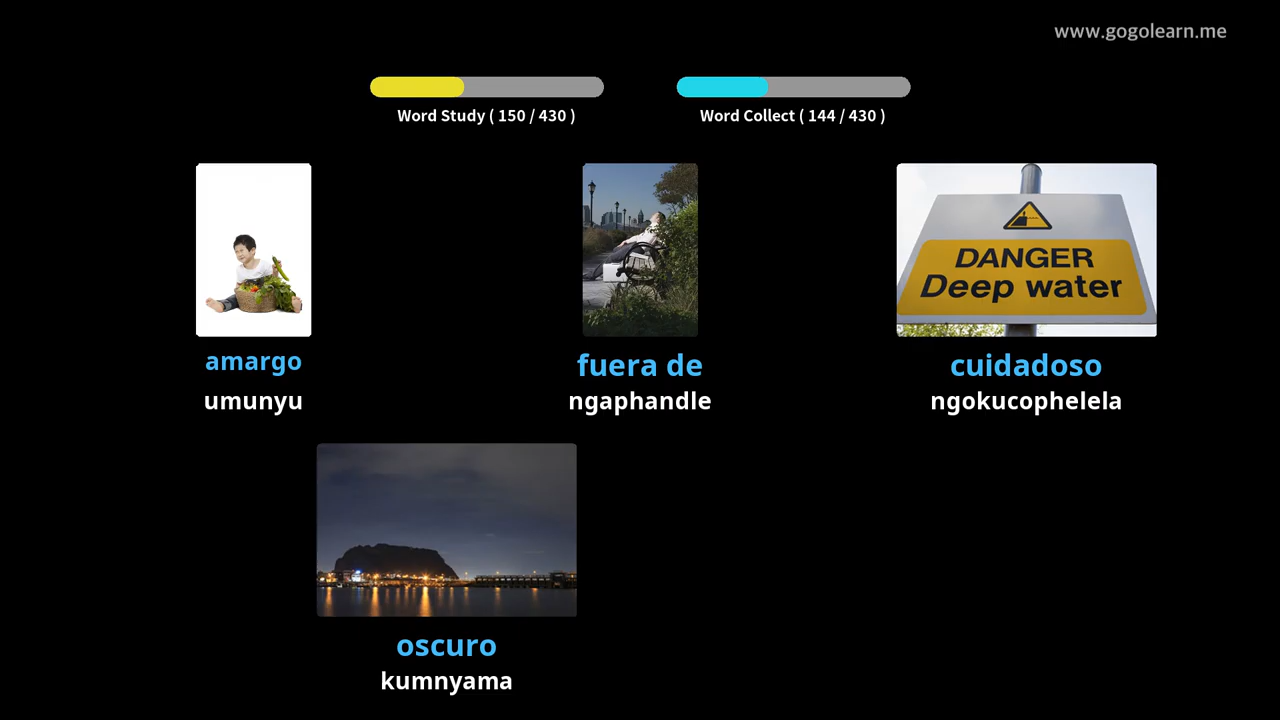 www.gogolearn.me
Word Study ( 150 / 430 )
Word Collect ( 144 / 430 )
DANGER
Deep water
amargo
umunyu
fuera de
ngaphandle
cuidadoso
ngokucophelela
oscuro
kumnyama